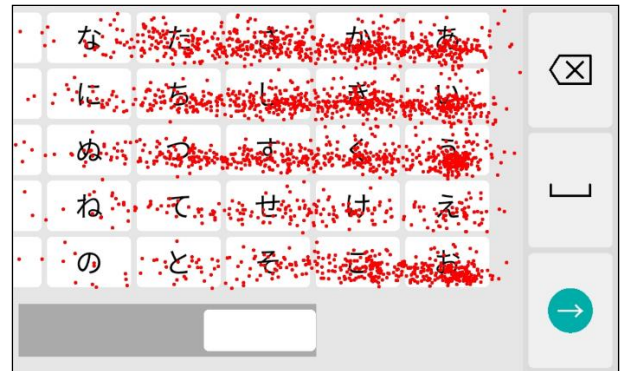 な た さ か あ
に ち し き い
ぬ つ す く う
ね て せ け え
の と そ こ お